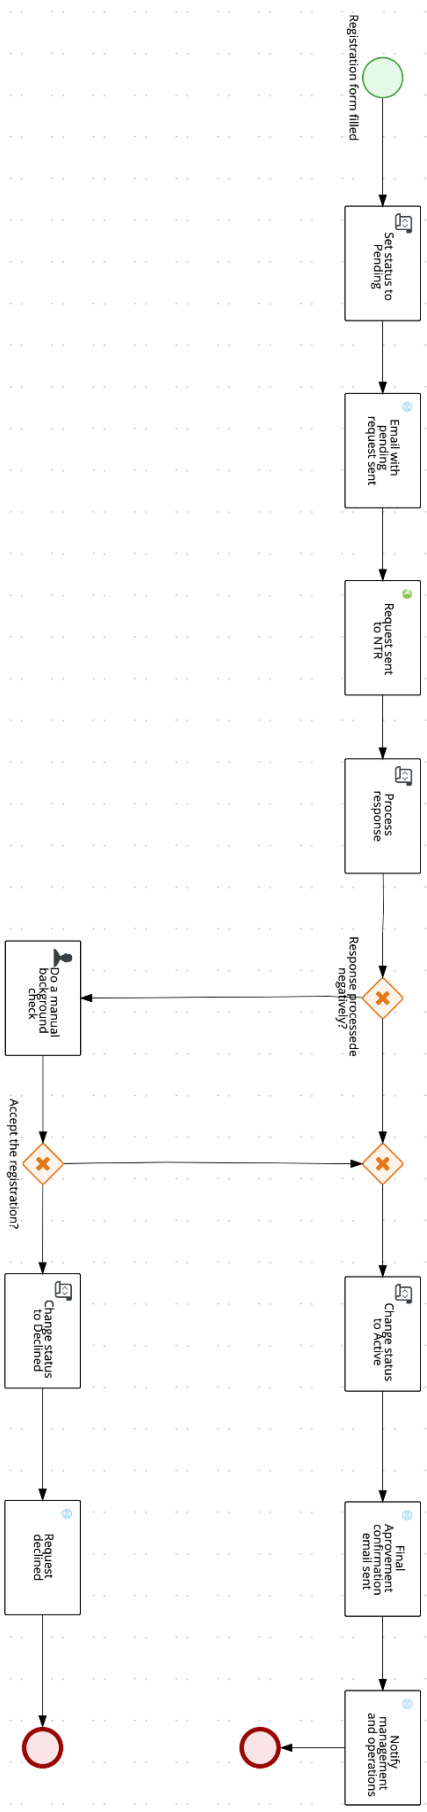 Registration form filled
Set status to
Pending
Email with
pending
request sent
Request sent
to NTR
Process
response
Response processede
negatively?
Do a manual
background
check
Accept the registration?
Change status
to Active
Change status
to Declined
Final
Aprovement
confirmation
email sent
Request
declined
Notify
management
and operations